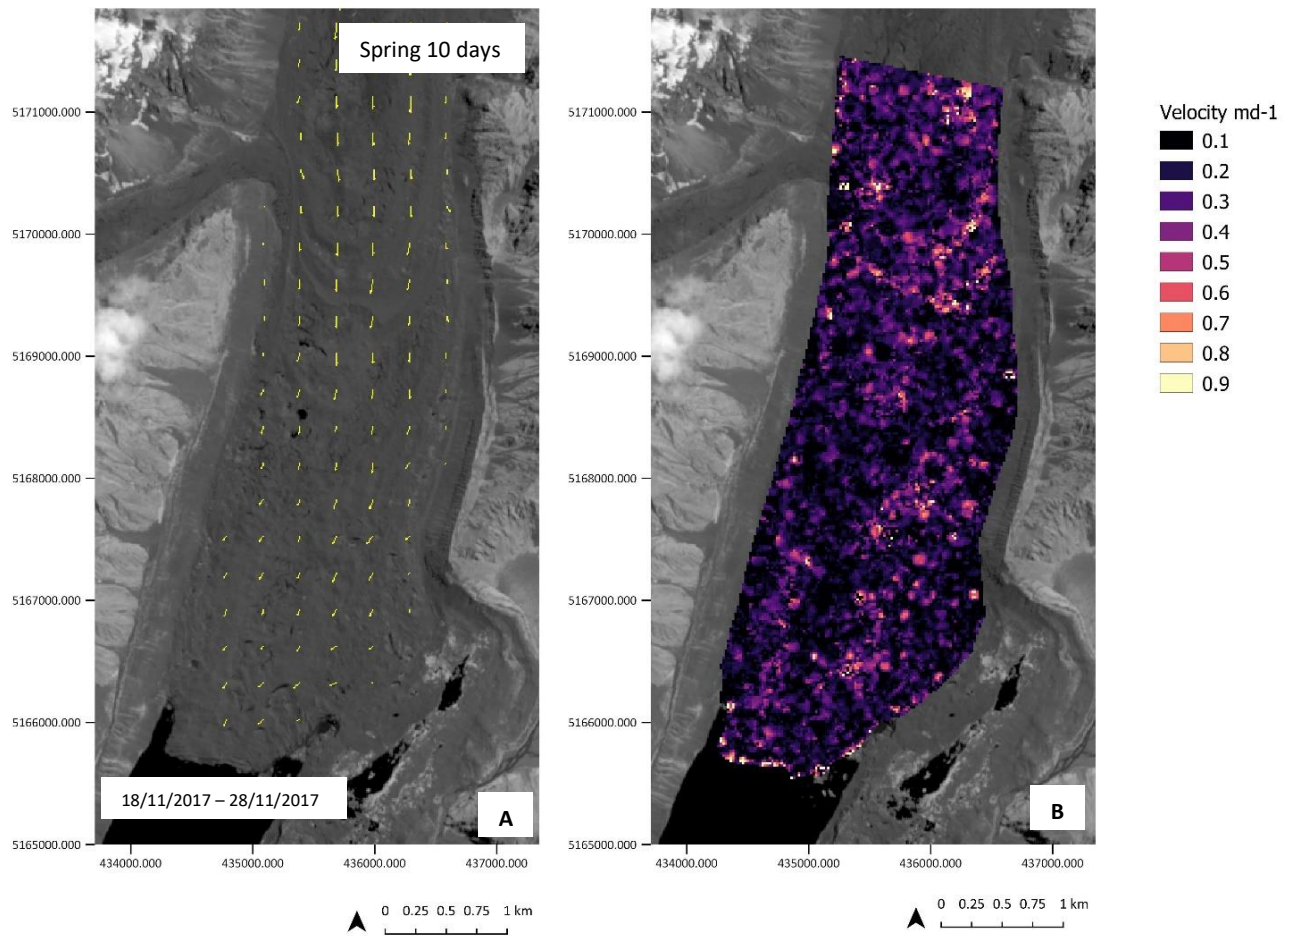 Spring 10 days
5171000.000
5170000.000
5169000.000
5168000.000
5167000.000
5166000.000
5165000.000
18/11/2017 – 28/11/2017
A
434000.000 435000.000 436000.000 437000.000
0 0.25 0.5 0.75 1 km
5171000.000
5170000.000
5169000.000
5168000.000
5167000.000
5166000.000
5165000.000
B
434000.000 435000.000 436000.000 437000.000
0 0.25 0.5 0.75 1 km
Velocity md-1
0.1
0.2
0.3
0.4
0.5
0.6
0.7
0.8
0.9